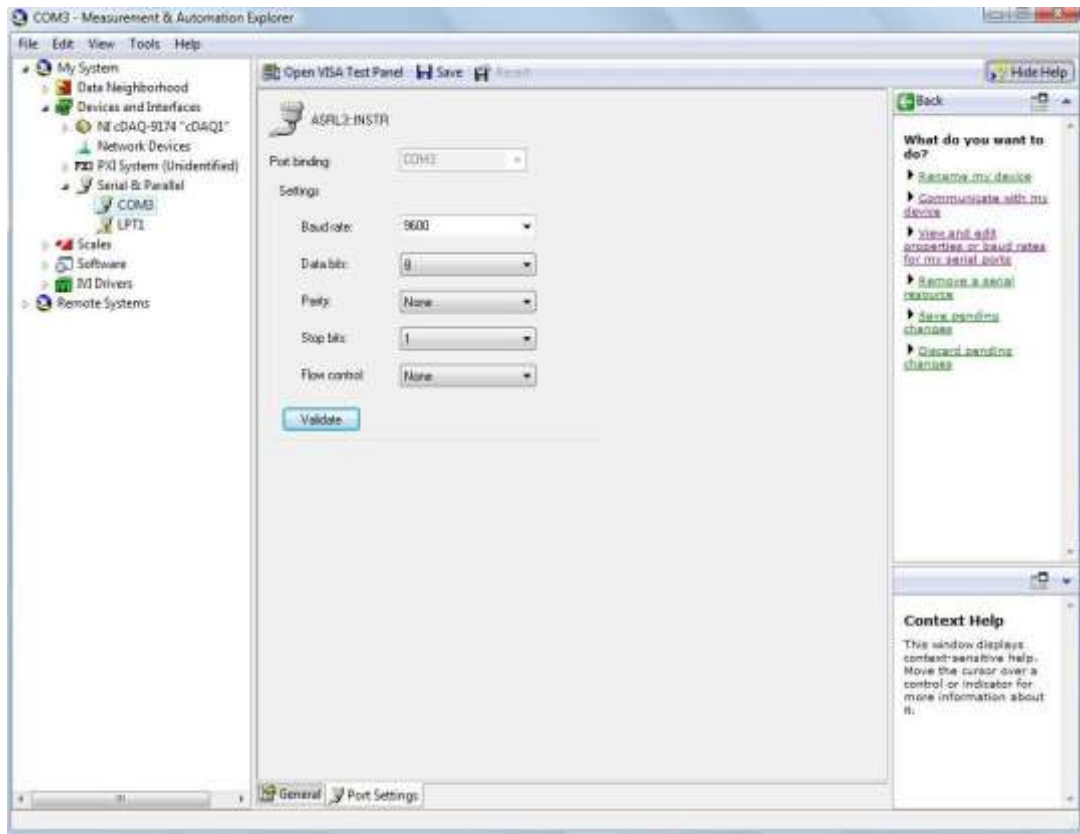 COM3 - Measurement & Automation Explorer
File Edit View Tools Help
My System
Data Neighborhood
Devices and Interfaces
NI cDAQ-9174 "cDAQ1"
Network Devices
PXI PXI System (Unidentified)
Serial & Parallel
COM3
LPT1
Scales
Software
IVI Drivers
Remote Systems
Open VISA Test Panel Save Revert
Hide Help
ASRL3::INSTR
Port binding: COM3
Settings
Baud rate: 9600
Data bits: 8
Parity: None
Stop bits: 1
Flow control: None
Validate
General Port Settings
Back
What do you want to
do?
Rename my device
Communicate with my
device
View and edit
properties or baud rates
for my serial ports
Remove a serial
resource
Save pending
changes
Discard pending
changes
Context Help
This window displays
context-sensitive help.
Move the cursor over a
control or indicator for
more information about
it.